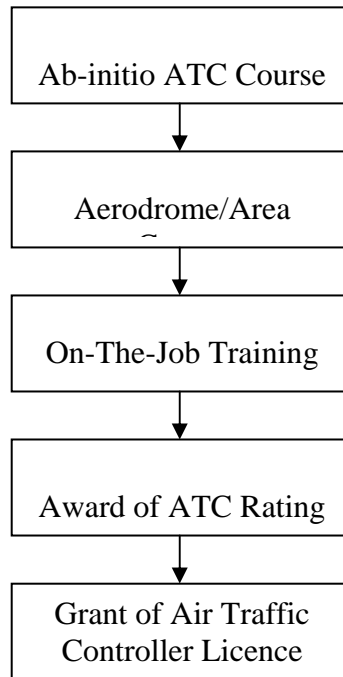 Ab-initio ATC Course
Aerodrome/Area
On-The-Job Training
Award of ATC Rating
Grant of Air Traffic
Controller Licence